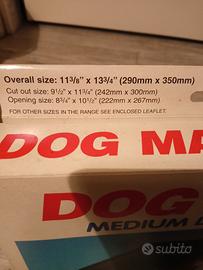 Overall size: 11⅜" x 13¾" (290mm x 350mm)
Cut out size: 9½" x 11¾" (242mm x 300mm)
Opening size: 8¾" x 10½" (222mm x 267mm)
FOR OTHER SIZES IN THE RANGE SEE ENCLOSED LEAFLET.
DOG MA
DOG
MEDIUM D
subito